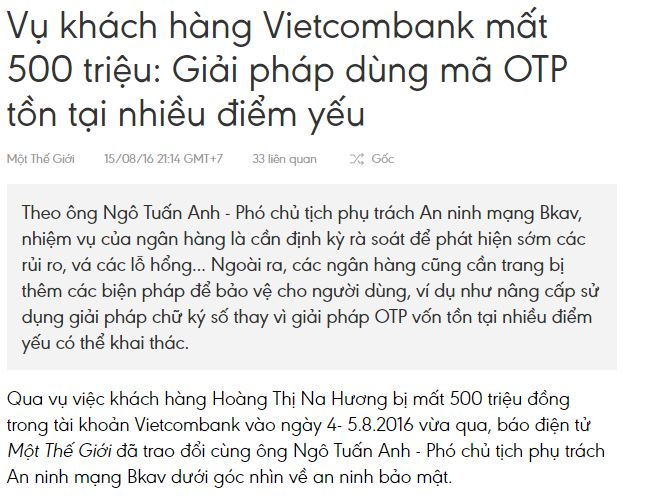 Vụ khách hàng Vietcombank mất
500 triệu: Giải pháp dùng mã OTP
tồn tại nhiều điểm yếu
Một Thế Giới 15/08/16 21:14 GMT+7 33 liên quan Gốc
Theo ông Ngô Tuấn Anh - Phó chủ tịch phụ trách An ninh mạng Bkav,
nhiệm vụ của ngân hàng là cần định kỳ rà soát để phát hiện sớm các
rủi ro, vá các lỗ hổng... Ngoài ra, các ngân hàng cũng cần trang bị
thêm các biện pháp để bảo vệ cho người dùng, ví dụ như nâng cấp sử
dụng giải pháp chữ ký số thay vì giải pháp OTP vốn tồn tại nhiều điểm
yếu có thể khai thác.
Qua vụ việc khách hàng Hoàng Thị Na Hương bị mất 500 triệu đồng
trong tài khoản Vietcombank vào ngày 4- 5.8.2016 vừa qua, báo điện tử
Một Thế Giới đã trao đổi cùng ông Ngô Tuấn Anh - Phó chủ tịch phụ trách
An ninh mạng Bkav dưới góc nhìn về an ninh bảo mật.